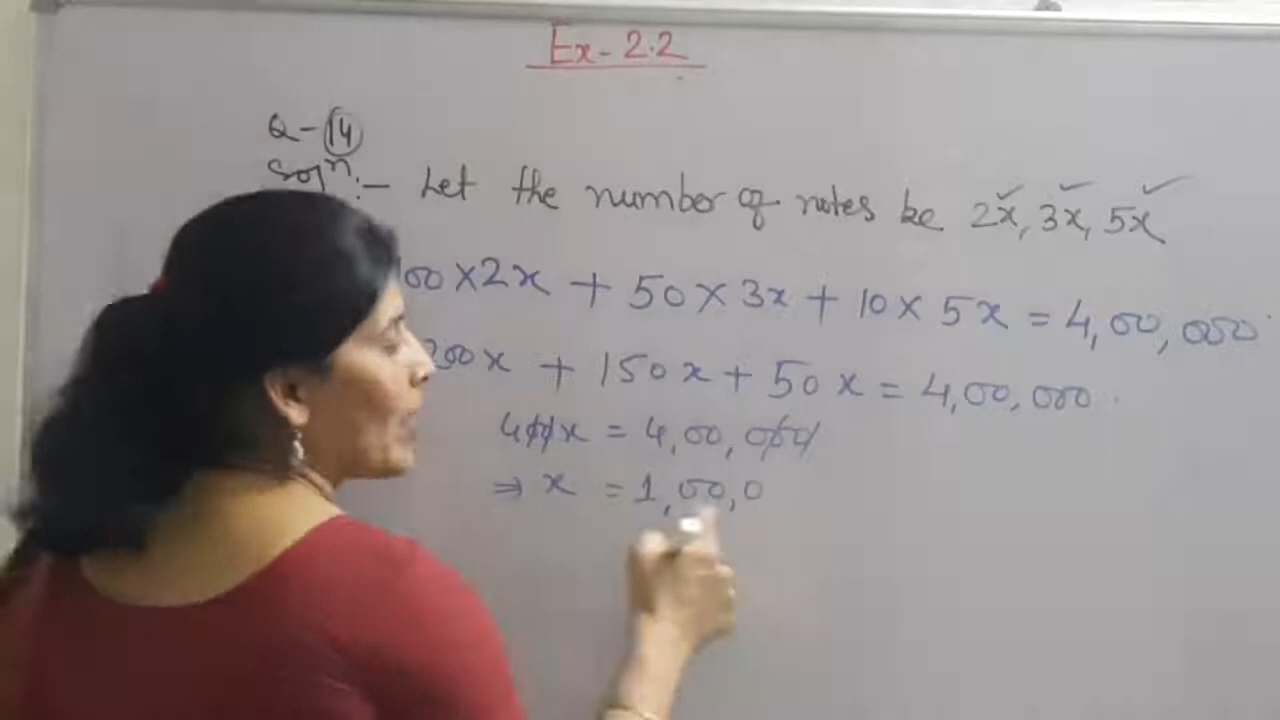 Ex - 2.2
Q - 14
Solⁿ :- Let the number of notes be 2x, 3x, 5x
00 × 2x + 50 × 3x + 10 × 5x = 4,00,000
200x + 150x + 50x = 4,00,000
400x = 4,00,000
⇒ x = 1,00,0